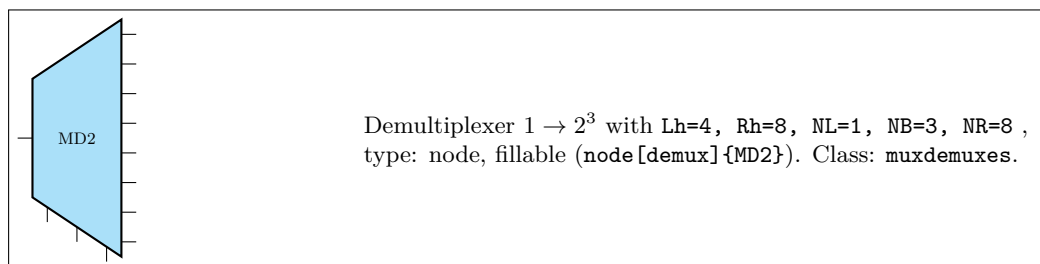 MD2
Demultiplexer 1 → 2³ with Lh=4, Rh=8, NL=1, NB=3, NR=8 ,
type: node, fillable (node[demux]{MD2}). Class: muxdemuxes.